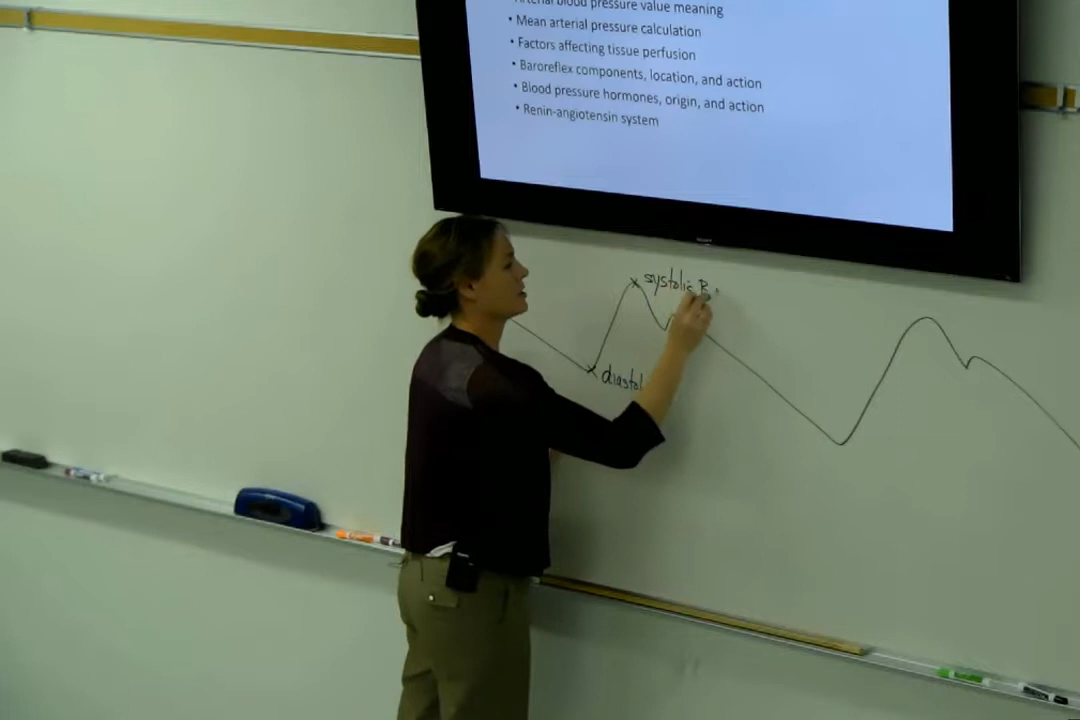 Arterial blood pressure value meaning
• Mean arterial pressure calculation
• Factors affecting tissue perfusion
• Baroreflex components, location, and action
• Blood pressure hormones, origin, and action
• Renin-angiotensin system
systolic B
diastol